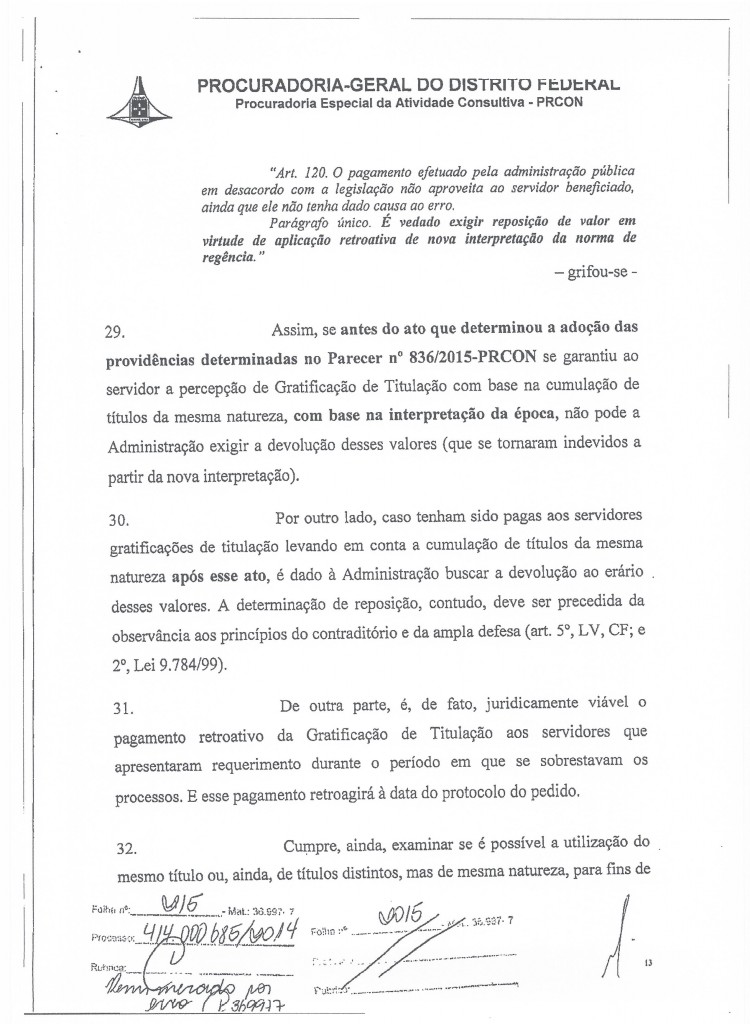 PROCURADORIA-GERAL DO DISTRITO FEDERAL
Procuradoria Especial da Atividade Consultiva - PRCON
"Art. 120. O pagamento efetuado pela administração pública
em desacordo com a legislação não aproveita ao servidor beneficiado,
ainda que ele não tenha dado causa ao erro.
Parágrafo único. É vedado exigir reposição de valor em
virtude de aplicação retroativa de nova interpretação da norma de
regência."
– grifou-se -
29. Assim, se antes do ato que determinou a adoção das
providências determinadas no Parecer nº 836/2015-PRCON se garantiu ao
servidor a percepção de Gratificação de Titulação com base na cumulação de
títulos da mesma natureza, com base na interpretação da época, não pode a
Administração exigir a devolução desses valores (que se tornaram indevidos a
partir da nova interpretação).
30. Por outro lado, caso tenham sido pagas aos servidores
gratificações de titulação levando em conta a cumulação de títulos da mesma
natureza após esse ato, é dado à Administração buscar a devolução ao erário
desses valores. A determinação de reposição, contudo, deve ser precedida da
observância aos princípios do contraditório e da ampla defesa (art. 5º, LV, CF; e
2º, Lei 9.784/99).
31. De outra parte, é, de fato, juridicamente viável o
pagamento retroativo da Gratificação de Titulação aos servidores que
apresentaram requerimento durante o período em que se sobrestavam os
processos. E esse pagamento retroagirá à data do protocolo do pedido.
32. Cumpre, ainda, examinar se é possível a utilização do
mesmo título ou, ainda, de títulos distintos, mas de mesma natureza, para fins de
Folha nº: - Mat.: 36.997-7
Processo: 414.000685/2014
Rubrica:
erro
Folha nº - Mat.: 36.997-7
Rubrica:
13